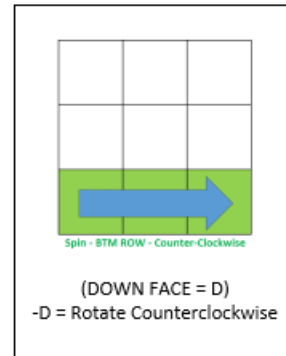 Spin - BTM ROW - Counter-Clockwise
(DOWN FACE = D)
-D = Rotate Counterclockwise